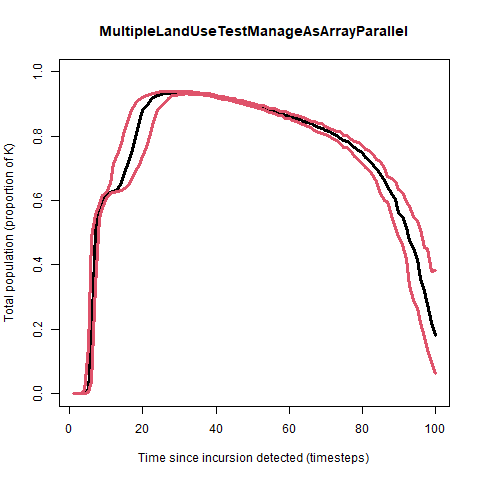 MultipleLandUseTestManageAsArrayParallel
Total population (proportion of K)
1.0
0.8
0.6
0.4
0.2
0.0
0 20 40 60 80 100
Time since incursion detected (timesteps)